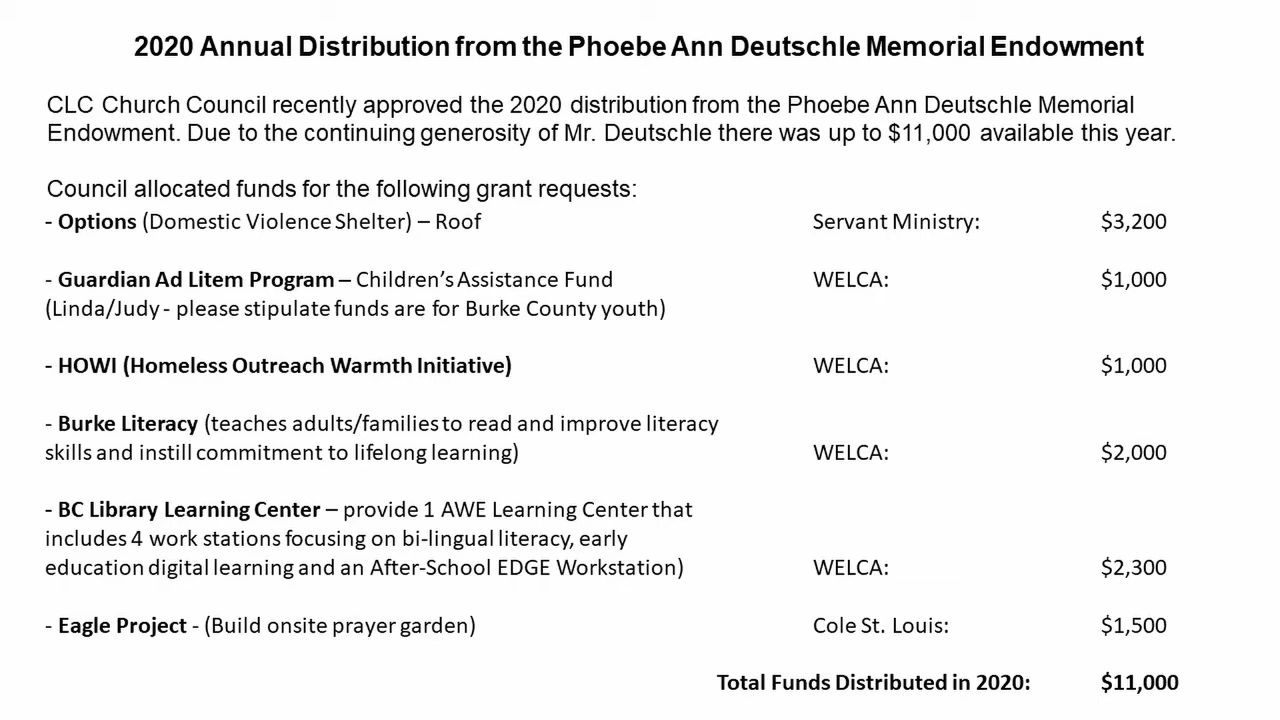 2020 Annual Distribution from the Phoebe Ann Deutschle Memorial Endowment
CLC Church Council recently approved the 2020 distribution from the Phoebe Ann Deutschle Memorial
Endowment. Due to the continuing generosity of Mr. Deutschle there was up to $11,000 available this year.
Council allocated funds for the following grant requests:
- Options (Domestic Violence Shelter) – Roof Servant Ministry: $3,200
- Guardian Ad Litem Program – Children's Assistance Fund WELCA: $1,000
(Linda/Judy - please stipulate funds are for Burke County youth)
- HOWI (Homeless Outreach Warmth Initiative) WELCA: $1,000
- Burke Literacy (teaches adults/families to read and improve literacy
skills and instill commitment to lifelong learning) WELCA: $2,000
- BC Library Learning Center – provide 1 AWE Learning Center that
includes 4 work stations focusing on bi-lingual literacy, early
education digital learning and an After-School EDGE Workstation) WELCA: $2,300
- Eagle Project - (Build onsite prayer garden) Cole St. Louis: $1,500
Total Funds Distributed in 2020: $11,000